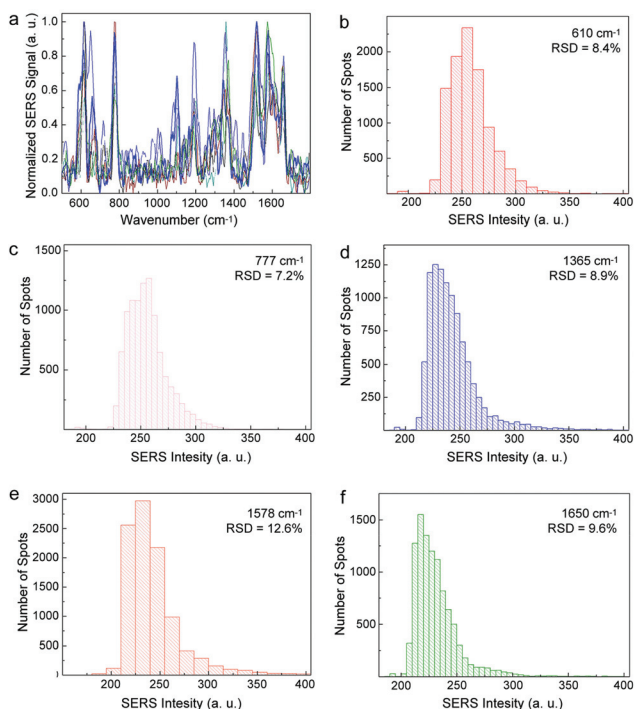 a
Normalized SERS Signal (a. u.)
1.0
0.8
0.6
0.4
0.2
0.0
600 800 1000 1200 1400 1600
Wavenumber (cm-1)
b
610 cm-1
RSD = 8.4%
Number of Spots
2000
1500
1000
500
200 250 300 350 400
SERS Intesity (a. u.)
c
777 cm-1
RSD = 7.2%
Number of Spots
1500
1000
500
200 250 300 350 400
SERS Intesity (a. u.)
d
1365 cm-1
RSD = 8.9%
Number of Spots
1250
1000
750
500
250
200 250 300 350 400
SERS Intesity (a. u.)
e
1578 cm-1
RSD = 12.6%
Number of Spots
3000
2500
2000
1500
1000
500
200 250 300 350 400
SERS Intesity (a. u.)
f
1650 cm-1
RSD = 9.6%
Number of Spots
1500
1000
500
200 250 300 350 400
SERS Intesity (a. u.)